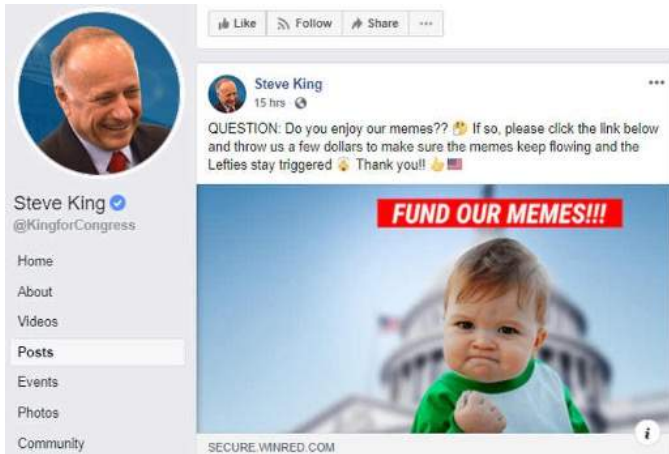 Like
Follow
Share
Steve King
15 hrs
QUESTION: Do you enjoy our memes?? 🤔 If so, please click the link below
and throw us a few dollars to make sure the memes keep flowing and the
Lefties stay triggered 🤯 Thank you!! 👍🇺🇸
FUND OUR MEMES!!!
SECURE.WINRED.COM
Steve King
@KingforCongress
Home
About
Videos
Posts
Events
Photos
Community